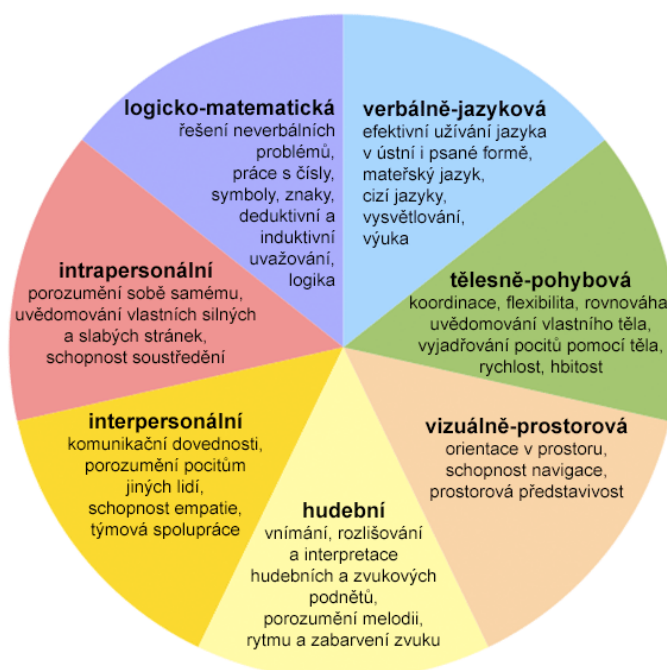 logicko-matematická
řešení neverbálních
problémů,
práce s čísly,
symboly, znaky,
deduktivní a
induktivní
uvažování,
logika
verbálně-jazyková
efektivní užívání jazyka
v ústní i psané formě,
mateřský jazyk,
cizí jazyky,
vysvětlování,
výuka
tělesně-pohybová
koordinace, flexibilita, rovnováha,
uvědomování vlastního těla,
vyjadřování pocitů pomocí těla,
rychlost, hbitost
vizuálně-prostorová
orientace v prostoru,
schopnost navigace,
prostorová představivost
hudební
vnímání, rozlišování
a interpretace
hudebních a zvukových
podnětů,
porozumění melodii,
rytmu a zabarvení zvuku
interpersonální
komunikační dovednosti,
porozumění pocitům
jiných lidí,
schopnost empatie,
týmová spolupráce
intrapersonální
porozumění sobě samému,
uvědomování vlastních silných
a slabých stránek,
schopnost soustředění